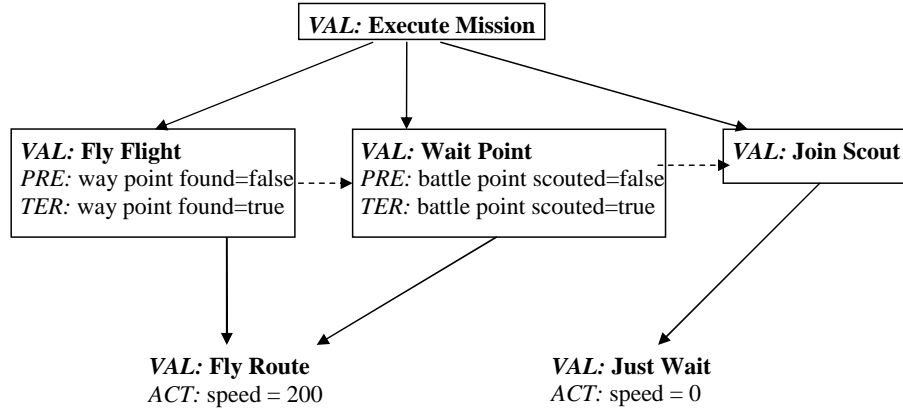 VAL: Execute Mission
VAL: Fly Flight
PRE: way point found=false
TER: way point found=true
VAL: Wait Point
PRE: battle point scouted=false
TER: battle point scouted=true
VAL: Join Scout
VAL: Fly Route
ACT: speed = 200
VAL: Just Wait
ACT: speed = 0